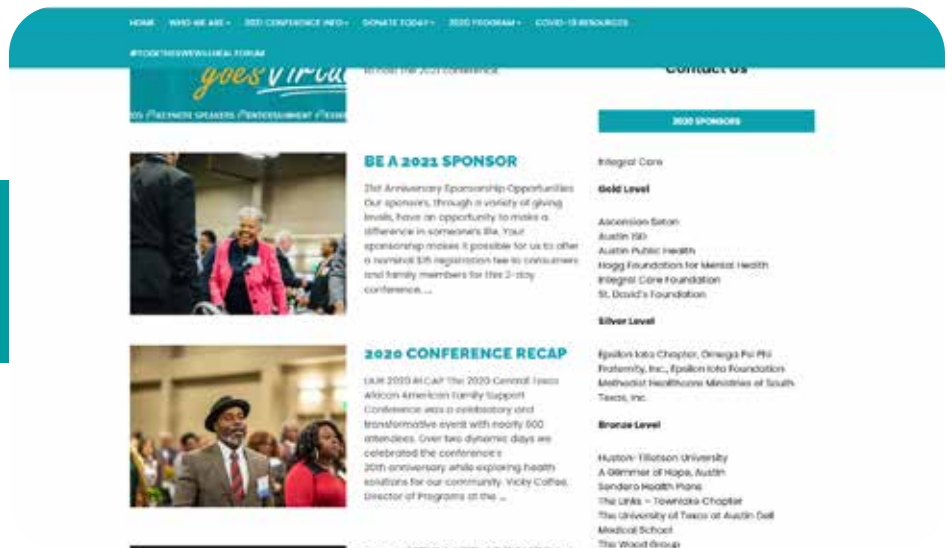 HOME WHO WE ARE 2021 CONFERENCE INFO DONATE TODAY 2020 PROGRAM COVID-19 RESOURCES
#TOGETHERWEWILLHEAL FORUM
goes Virtua
to host the 2021 conference.
KEYNOTE SPEAKERS ENTERTAINMENT
BE A 2021 SPONSOR
21st Anniversary Sponsorship Opportunities
Our sponsors, through a variety of giving
levels, have an opportunity to make a
difference in someone's life. Your
sponsorship makes it possible for us to offer
a nominal $15 registration fee to consumers
and family members for this 2-day
conference. ...
2020 CONFERENCE RECAP
OUR 2020 RECAP The 2020 Central Texas
African American Family Support
Conference was a celebratory and
transformative event with nearly 600
attendees. Over two dynamic days we
celebrated the conference's
20th anniversary while exploring health
solutions for our community. Vicky Coffee,
Director of Programs at the ...
Contact Us
2020 SPONSORS
Integral Care
Gold Level
Ascension Seton
Austin ISD
Austin Public Health
Hogg Foundation for Mental Health
Integral Care Foundation
St. David's Foundation
Silver Level
Epsilon Iota Chapter, Omega Psi Phi
Fraternity, Inc., Epsilon Iota Foundation
Methodist Healthcare Ministries of South
Texas, Inc.
Bronze Level
Huston-Tillotson University
A Glimmer of Hope, Austin
Sendero Health Plans
The Links – Townlake Chapter
The University of Texas at Austin Dell
Medical School
The Wood Group